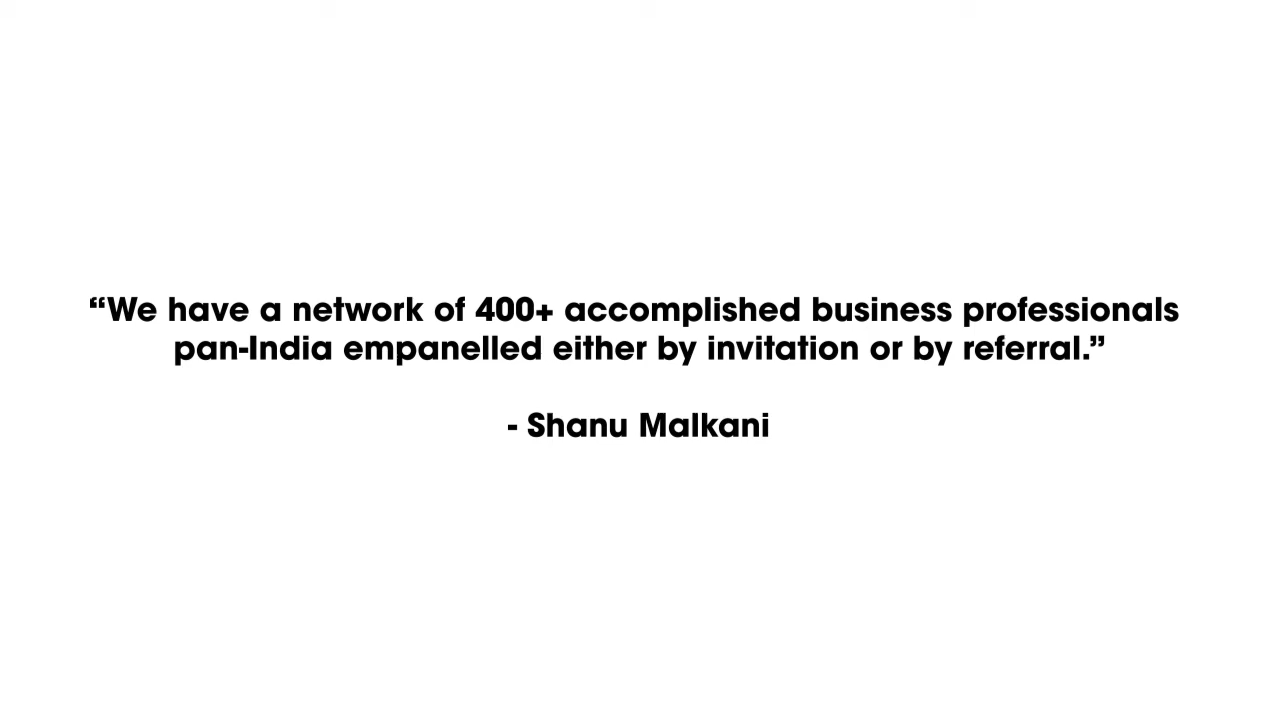 “We have a network of 400+ accomplished business professionals
pan-India empanelled either by invitation or by referral.”
- Shanu Malkani